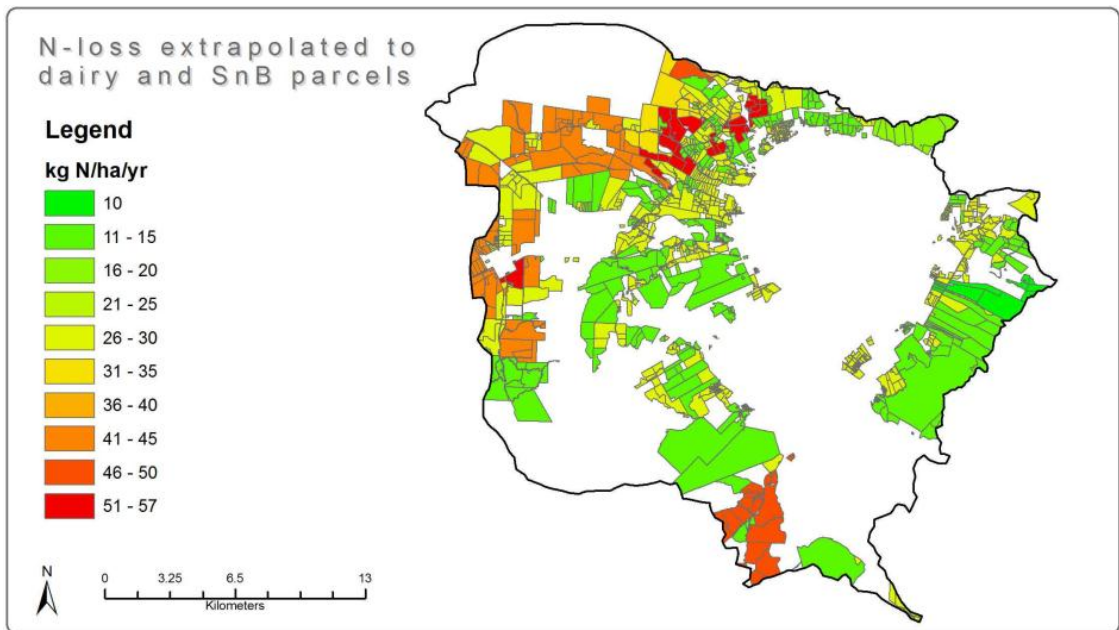 N-loss extrapolated to
dairy and SnB parcels
Legend
kg N/ha/yr
10
11 - 15
16 - 20
21 - 25
26 - 30
31 - 35
36 - 40
41 - 45
46 - 50
51 - 57
N
0 3.25 6.5 13
Kilometers